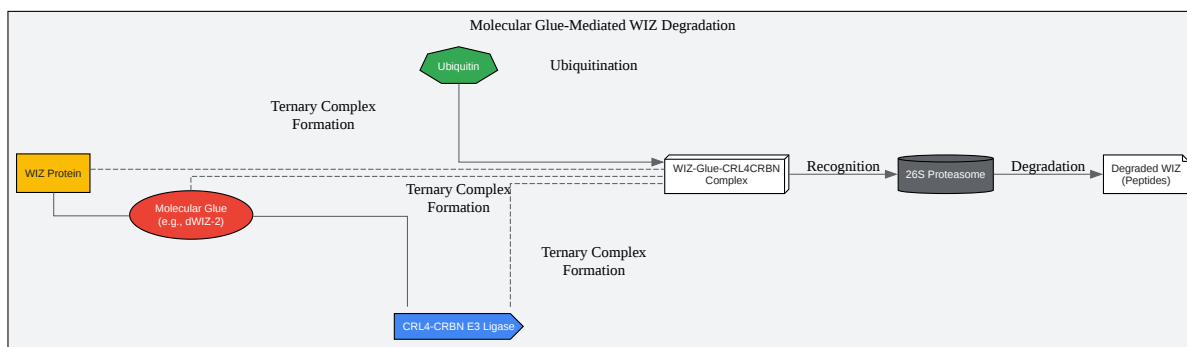 Molecular Glue-Mediated WIZ Degradation
Ubiquitin
Ubiquitination
Ternary Complex
Formation
WIZ Protein
WIZ-Glue-CRL4CRBN
Complex
Recognition
26S Proteasome
Degradation
Degraded WIZ
(Peptides)
Molecular Glue
(e.g., dWIZ-2)
Ternary Complex
Formation
Ternary Complex
Formation
CRL4-CRBN E3 Ligase